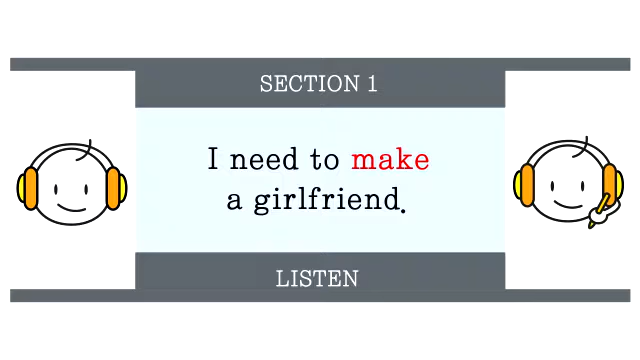 SECTION 1
I need to make
a girlfriend.
LISTEN